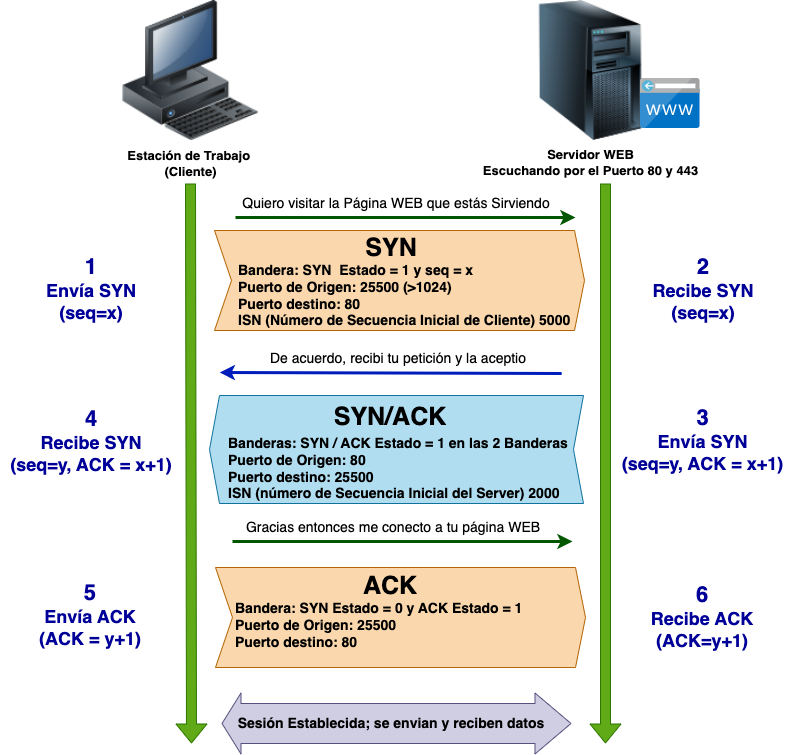 WWW
Estación de Trabajo
(Cliente)
Servidor WEB
Escuchando por el Puerto 80 y 443
Quiero visitar la Página WEB que estás Sirviendo
1
Envía SYN
(seq=x)
SYN
Bandera: SYN Estado = 1 y seq = x
Puerto de Origen: 25500 (>1024)
Puerto destino: 80
ISN (Número de Secuencia Inicial de Cliente) 5000
2
Recibe SYN
(seq=x)
De acuerdo, recibi tu petición y la aceptio
4
Recibe SYN
(seq=y, ACK = x+1)
SYN/ACK
Banderas: SYN / ACK Estado = 1 en las 2 Banderas
Puerto de Origen: 80
Puerto destino: 25500
ISN (número de Secuencia Inicial del Server) 2000
3
Envía SYN
(seq=y, ACK = x+1)
Gracias entonces me conecto a tu página WEB
5
Envía ACK
(ACK = y+1)
ACK
Bandera: SYN Estado = 0 y ACK Estado = 1
Puerto de Origen: 25500
Puerto destino: 80
6
Recibe ACK
(ACK=y+1)
Sesión Establecida; se envian y reciben datos